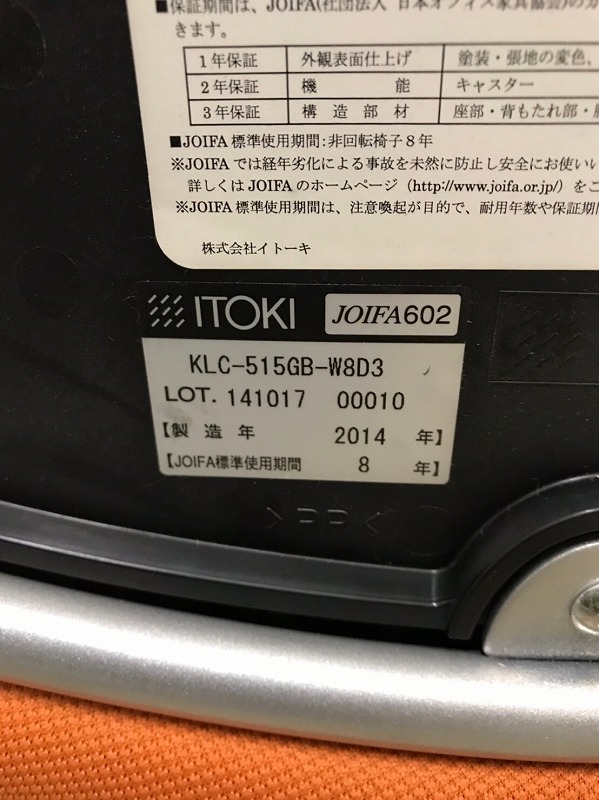 ■保証期間は、JOIFA(社団法人 日本オフィス家具協会)の
きます。
1年保証 外観表面仕上げ 塗装・張地の変色、
2年保証 機能 キャスター
3年保証 構造部材 座部・背もたれ部・
■JOIFA標準使用期間:非回転椅子8年
※JOIFAでは経年劣化による事故を未然に防止し安全にお使い
詳しくはJOIFAのホームページ(http://www.joifa.or.jp/)をご
※JOIFA標準使用期間は、注意喚起が目的で、耐用年数や保証期間
株式会社イトーキ
ITOKI JOIFA602
KLC-515GB-W8D3
LOT. 141017 00010
【製造年 2014 年】
【JOIFA標準使用期間 8 年】
>PP<